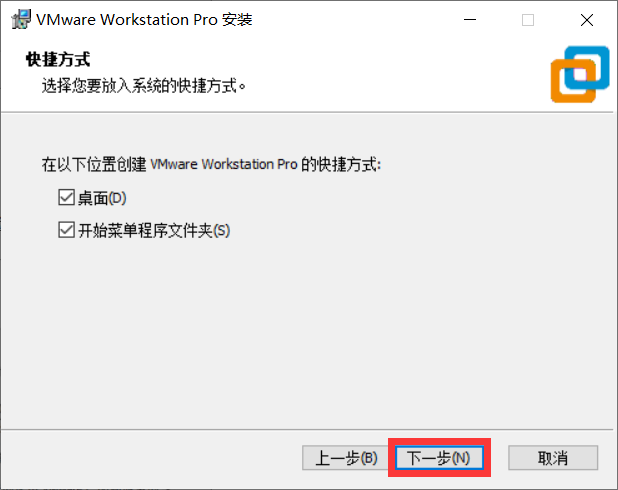 VMware Workstation Pro 安装
快捷方式
选择您要放入系统的快捷方式。
在以下位置创建 VMware Workstation Pro 的快捷方式:
桌面(D)
开始菜单程序文件夹(S)
上一步(B) 下一步(N) 取消